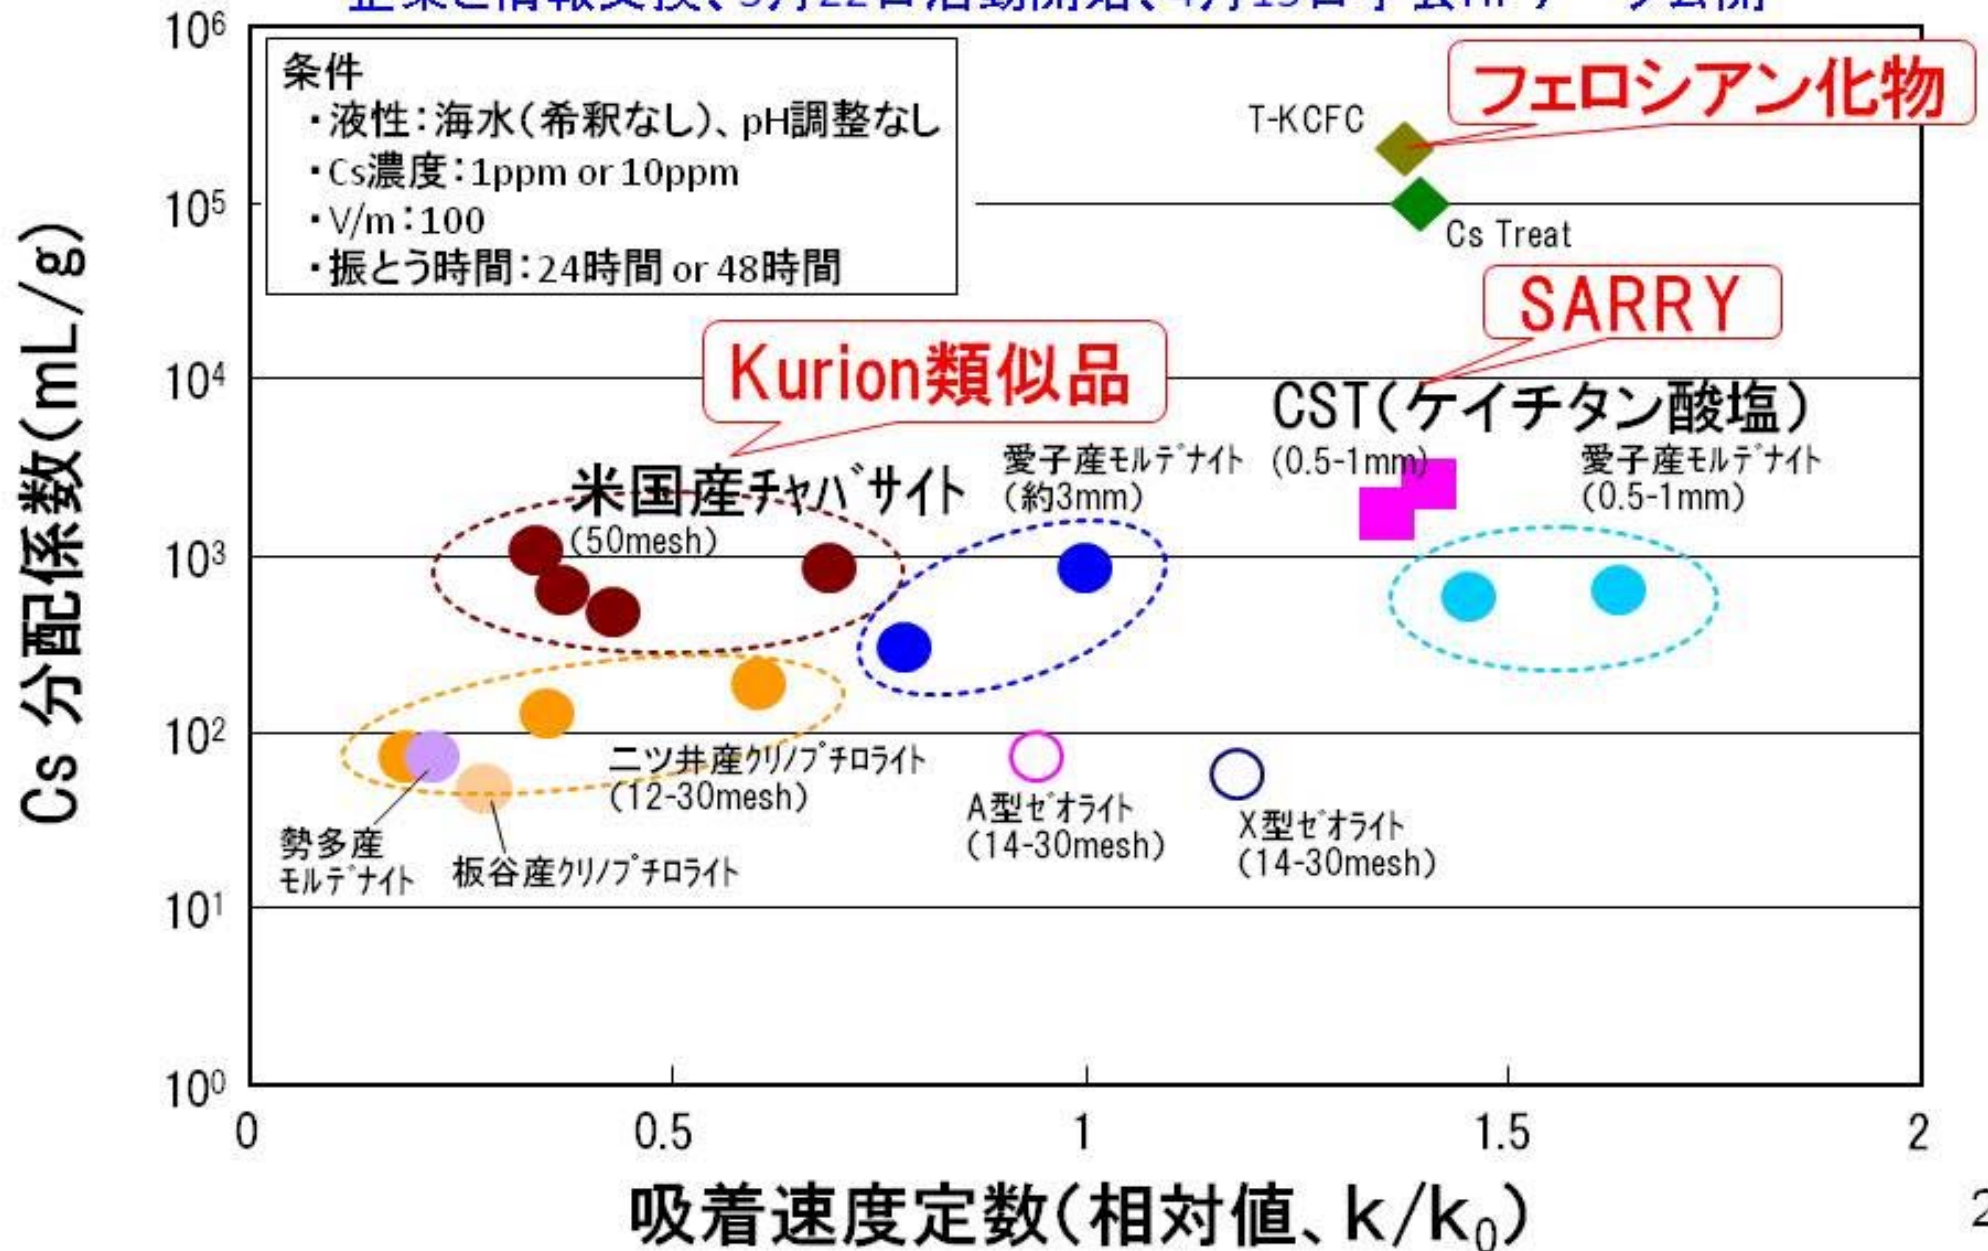 10⁶
条件
・液性：海水（希釈なし）、pH調整なし
・Cs濃度：1ppm or 10ppm
・V/m：100
・振とう時間：24時間 or 48時間
フェロシアン化物
T-KCFC
10⁵
Cs Treat
SARRY
Kurion類似品
10⁴
CST(ケイチタン酸塩)
(0.5-1mm)
米国産ﾁｬﾊﾞｻｲﾄ
(50mesh)
愛子産ﾓﾙﾃﾞﾅｲﾄ
(約3mm)
愛子産ﾓﾙﾃﾞﾅｲﾄ
(0.5-1mm)
10³
10²
二ツ井産ｸﾘﾉﾌﾟﾁﾛﾗｲﾄ
(12-30mesh)
A型ｾﾞｵﾗｲﾄ
(14-30mesh)
X型ｾﾞｵﾗｲﾄ
(14-30mesh)
勢多産
ﾓﾙﾃﾞﾅｲﾄ
板谷産ｸﾘﾉﾌﾟﾁﾛﾗｲﾄ
10¹
10⁰
Cs 分配係数(mL/g)
0 0.5 1 1.5 2
吸着速度定数(相対値、k/k₀)
2